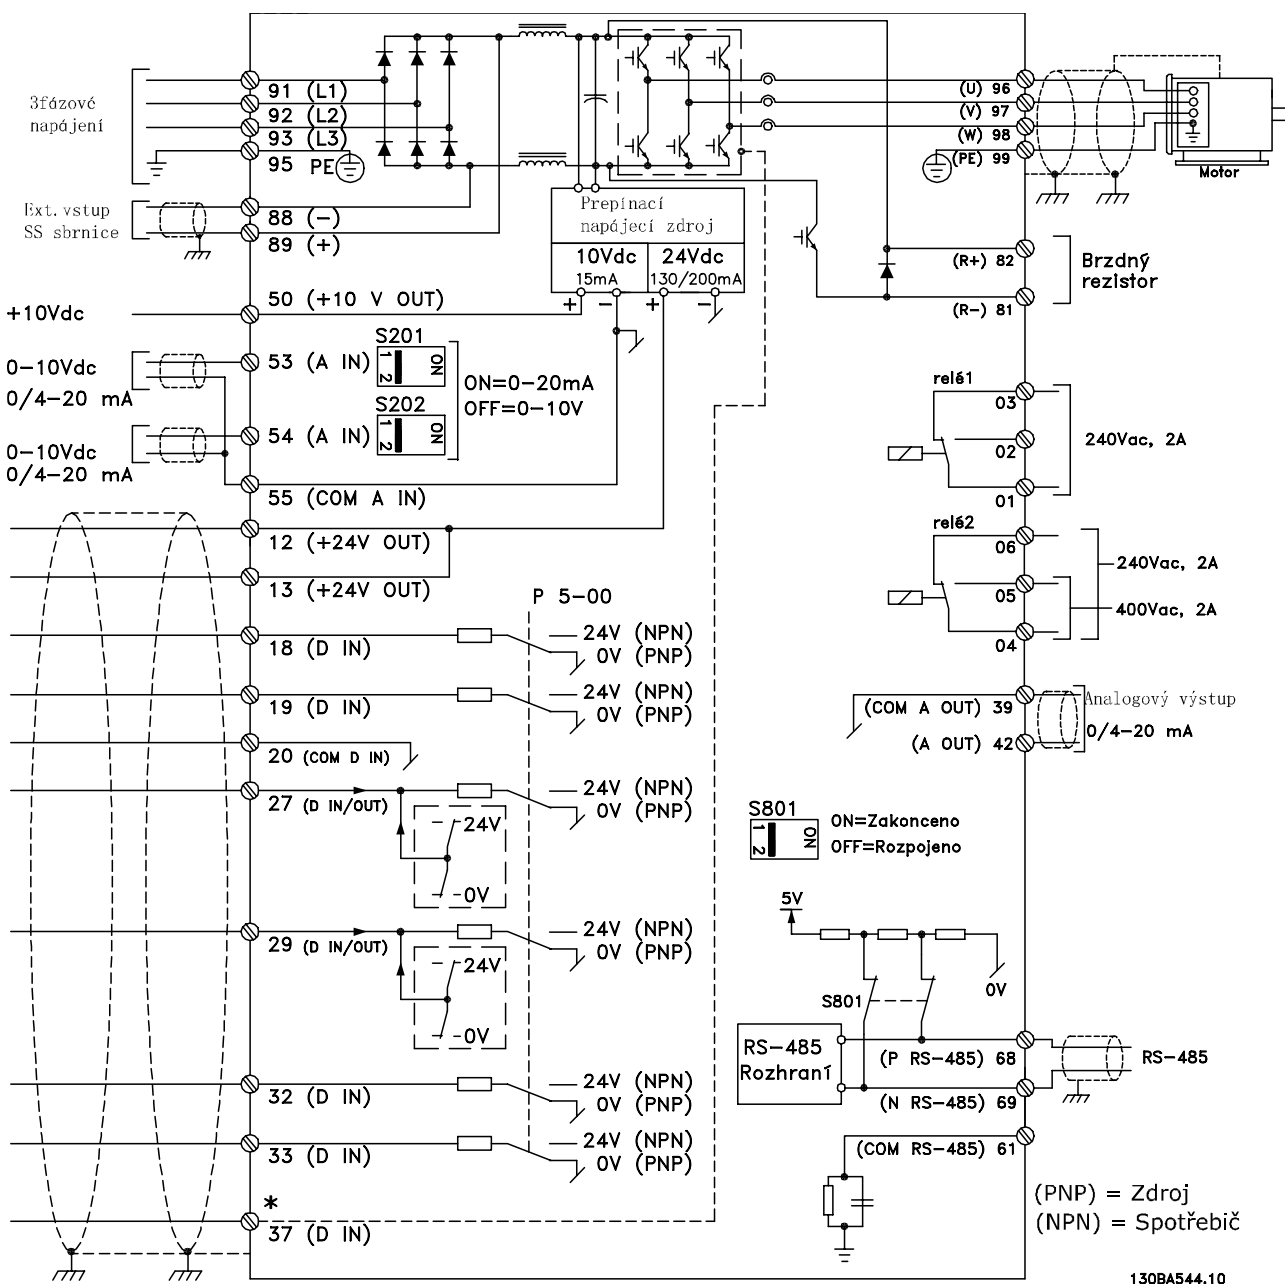 3fázové
napájení
91 (L1)
92 (L2)
93 (L3)
95 PE
Ext. vstup
SS sbrnice
88 (-)
89 (+)
+10Vdc
50 (+10 V OUT)
0-10Vdc
0/4-20 mA
53 (A IN)
S201
1 2
ON
ON=0-20mA
OFF=0-10V
0-10Vdc
0/4-20 mA
54 (A IN)
S202
1 2
ON
55 (COM A IN)
12 (+24V OUT)
13 (+24V OUT)
P 5-00
18 (D IN)
24V (NPN)
0V (PNP)
19 (D IN)
24V (NPN)
0V (PNP)
20 (COM D IN)
27 (D IN/OUT)
24V (NPN)
0V (PNP)
24V
0V
29 (D IN/OUT)
24V (NPN)
0V (PNP)
24V
0V
32 (D IN)
24V (NPN)
0V (PNP)
33 (D IN)
24V (NPN)
0V (PNP)
*
37 (D IN)
Prepínací
napájecí zdroj
10Vdc
15mA
24Vdc
130/200mA
+ - + -
(U) 96
(V) 97
(W) 98
(PE) 99
Motor
(R+) 82
(R-) 81
Brzdný
rezistor
relé1
03
02
01
240Vac, 2A
relé2
06
05
04
240Vac, 2A
400Vac, 2A
(COM A OUT) 39
(A OUT) 42
Analogový výstup
0/4-20 mA
S801
1 2
ON
ON=Zakonceno
OFF=Rozpojeno
5V
0V
S801
RS-485
Rozhraní
(P RS-485) 68
(N RS-485) 69
(COM RS-485) 61
RS-485
(PNP) = Zdroj
(NPN) = Spotřebič
130BA544.10